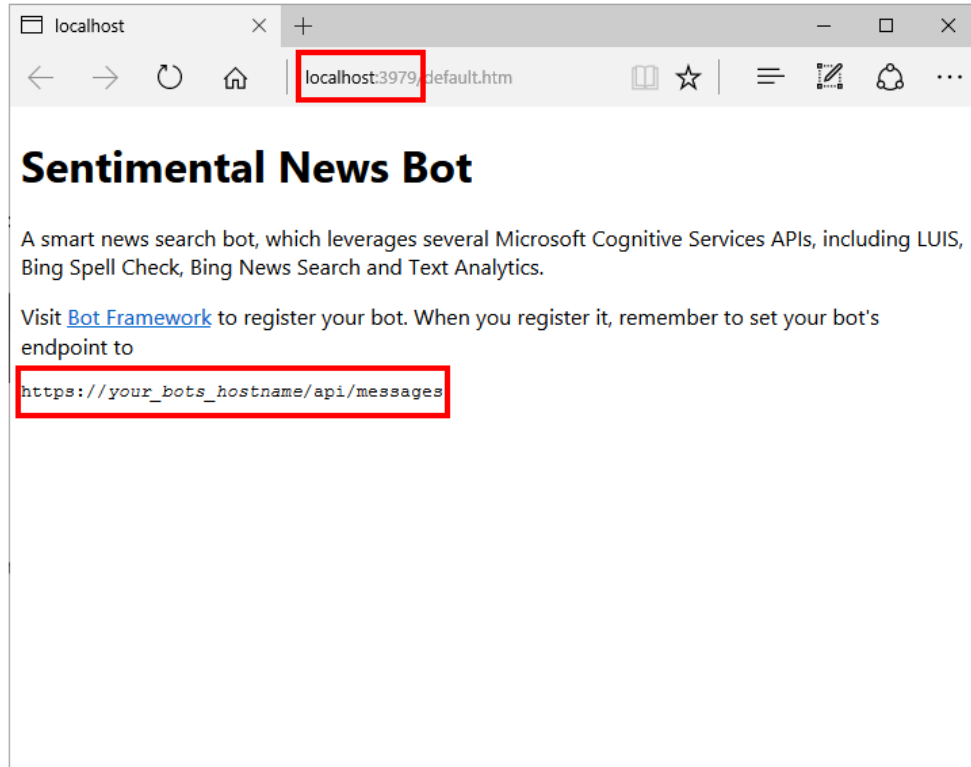 localhost
localhost:3979/default.htm
Sentimental News Bot
A smart news search bot, which leverages several Microsoft Cognitive Services APIs, including LUIS,
Bing Spell Check, Bing News Search and Text Analytics.
Visit Bot Framework to register your bot. When you register it, remember to set your bot's
endpoint to
https://your_bots_hostname/api/messages